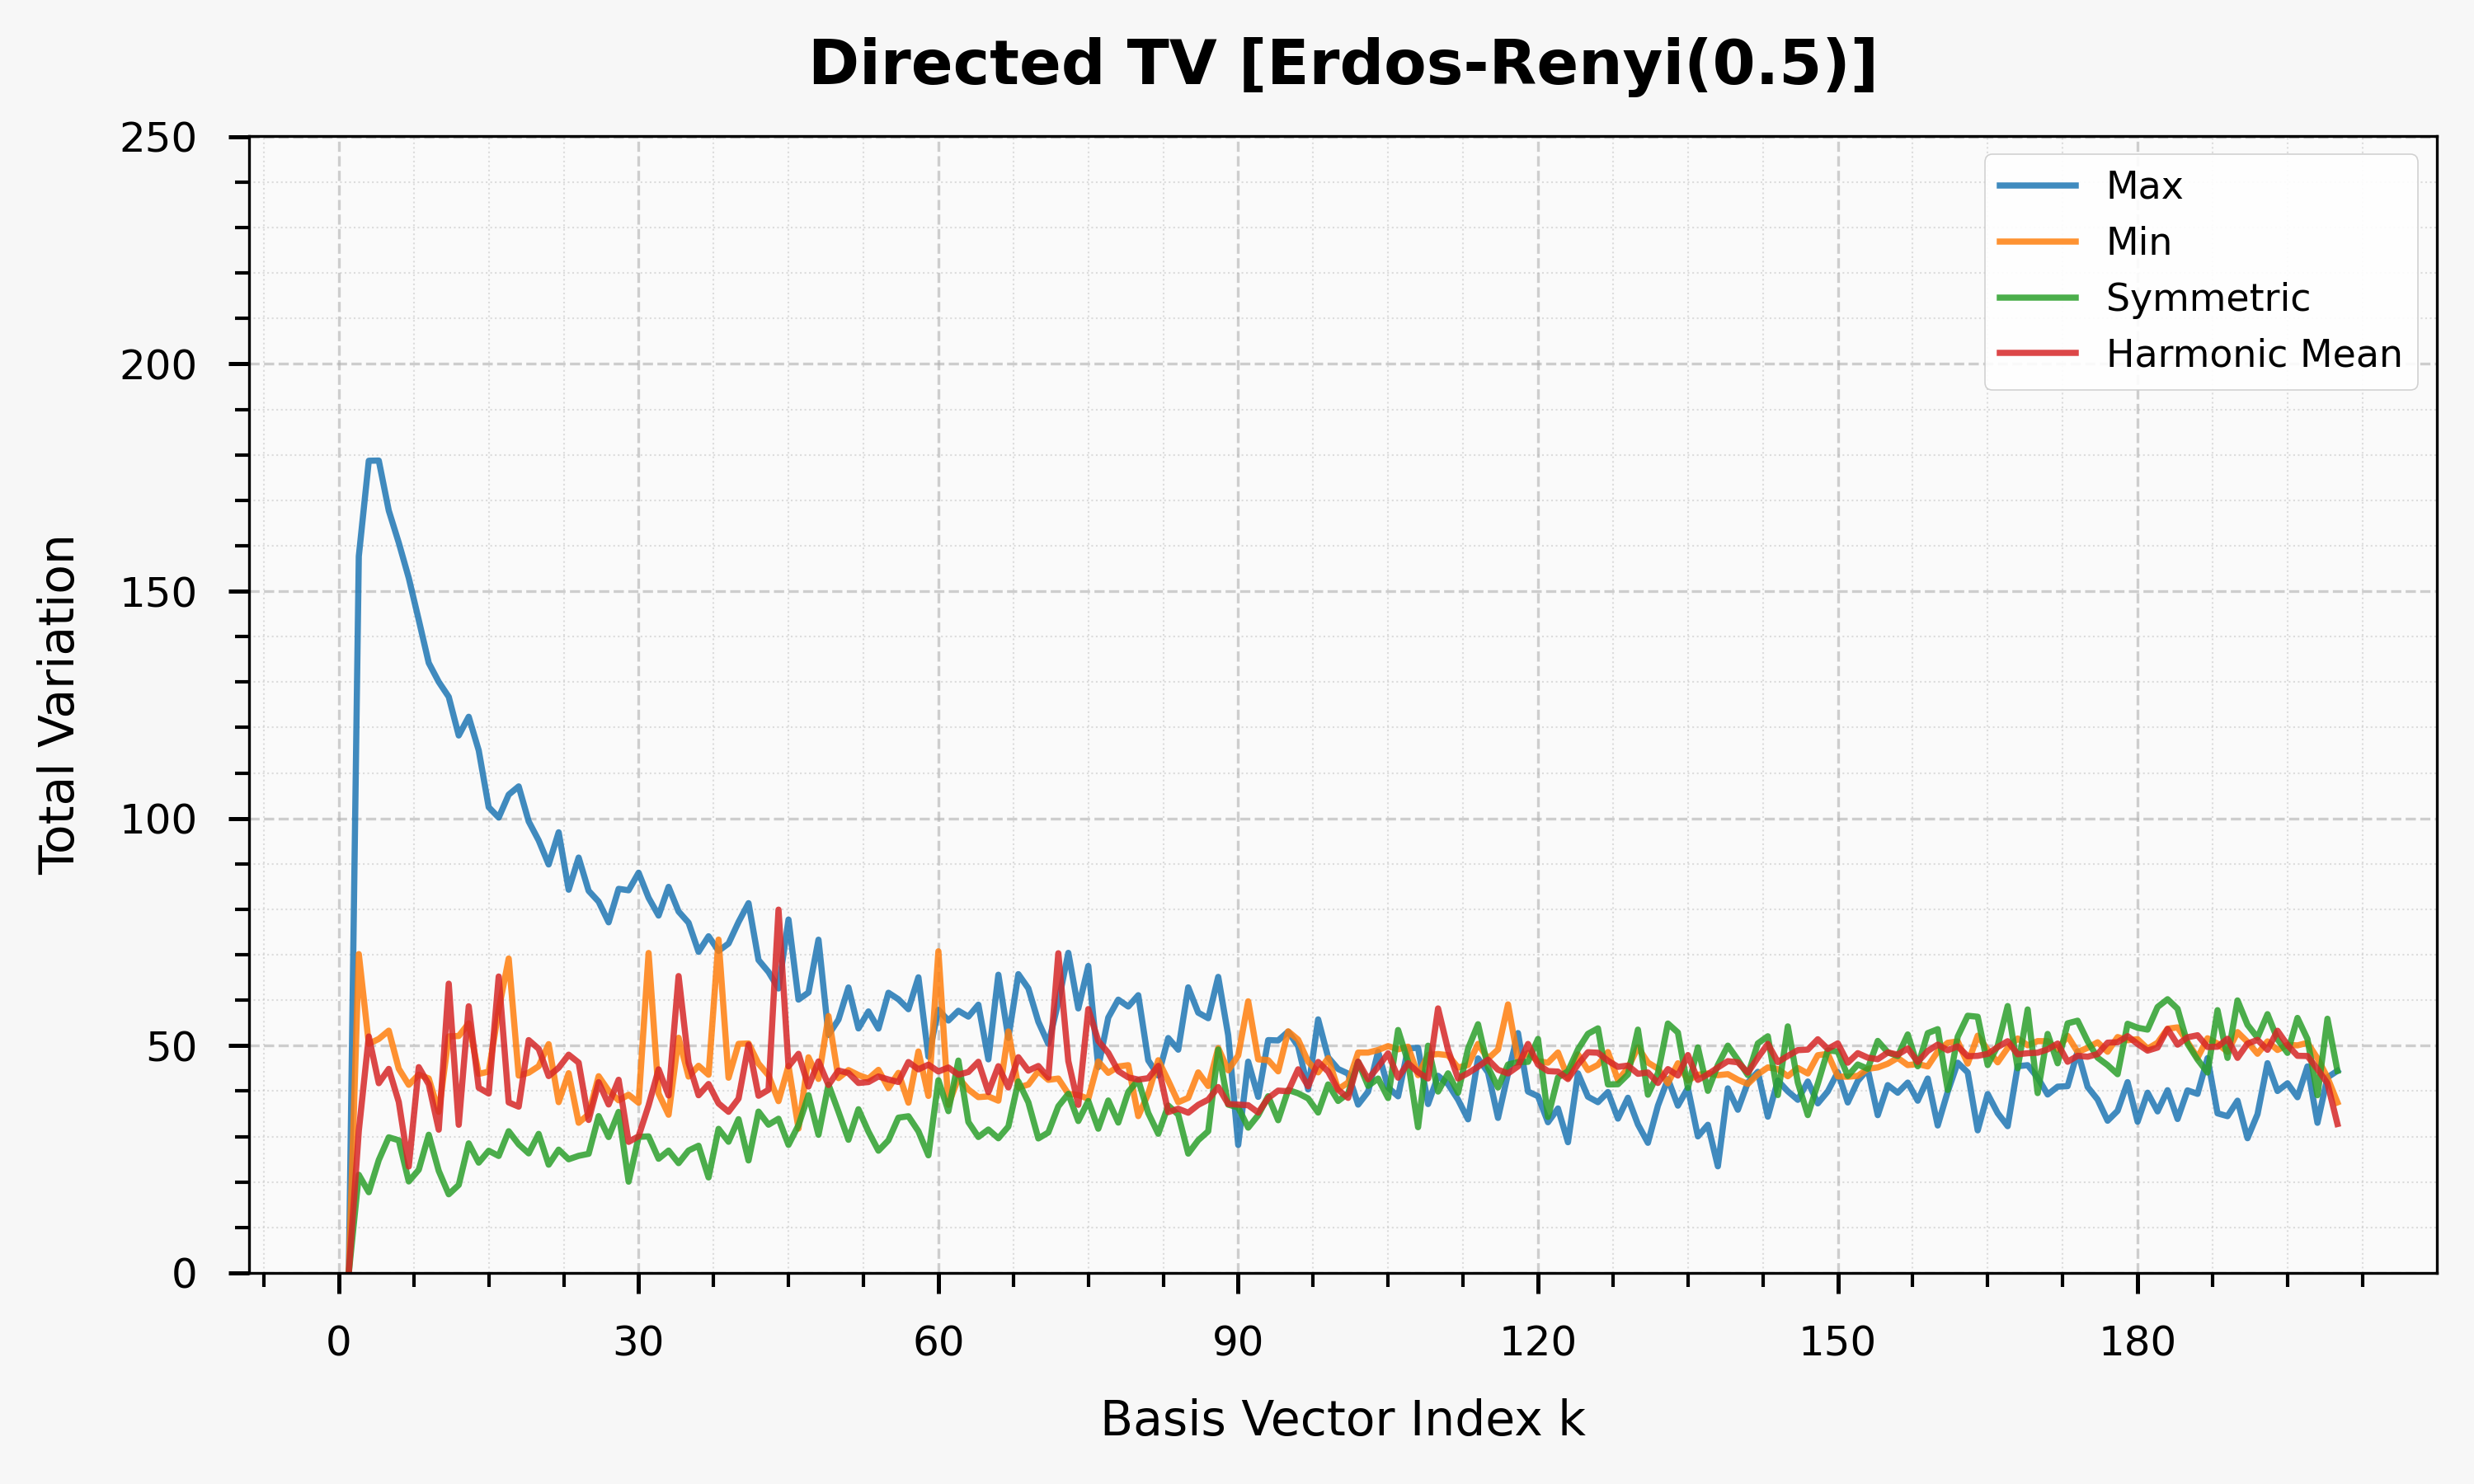 Directed TV [Erdos-Renyi(0.5)]
250
200
150
100
50
0
Total Variation
Max
Min
Symmetric
Harmonic Mean
0 30 60 90 120 150 180
Basis Vector Index k